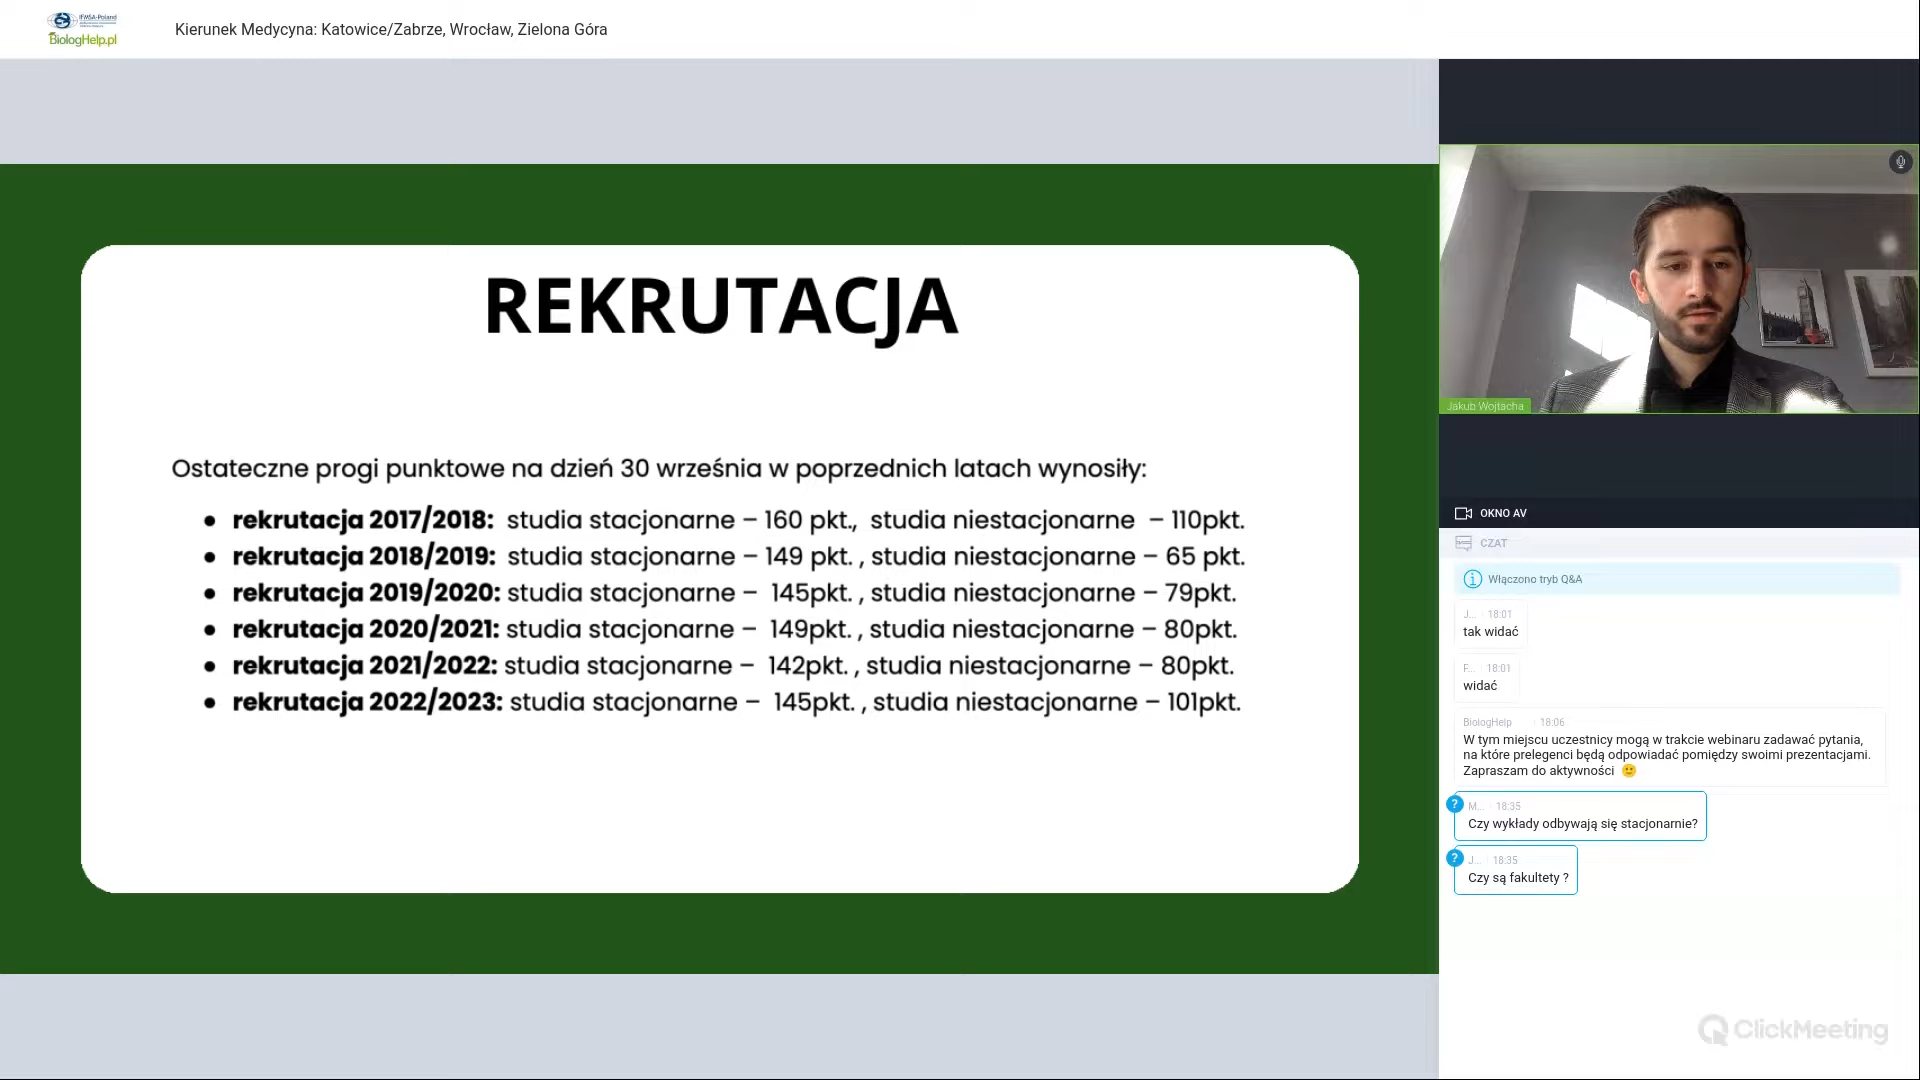 IFMSA-Poland
BiologHelp.pl
Kierunek Medycyna: Katowice/Zabrze, Wrocław, Zielona Góra
REKRUTACJA
Ostateczne progi punktowe na dzień 30 września w poprzednich latach wynosiły:
● rekrutacja 2017/2018: studia stacjonarne – 160 pkt., studia niestacjonarne – 110pkt.
● rekrutacja 2018/2019: studia stacjonarne – 149 pkt. , studia niestacjonarne – 65 pkt.
● rekrutacja 2019/2020: studia stacjonarne – 145pkt. , studia niestacjonarne – 79pkt.
● rekrutacja 2020/2021: studia stacjonarne – 149pkt. , studia niestacjonarne – 80pkt.
● rekrutacja 2021/2022: studia stacjonarne – 142pkt. , studia niestacjonarne – 80pkt.
● rekrutacja 2022/2023: studia stacjonarne – 145pkt. , studia niestacjonarne – 101pkt.
Jakub Wojtacha
OKNO AV
CZAT
Włączono tryb Q&A
J... 18:01
tak widać
F... 18:01
widać
BiologHelp 18:06
W tym miejscu uczestnicy mogą w trakcie webinaru zadawać pytania,
na które prelegenci będą odpowiadać pomiędzy swoimi prezentacjami.
Zapraszam do aktywności 🙂
? M... 18:35
Czy wykłady odbywają się stacjonarnie?
? J... 18:35
Czy są fakultety ?
ClickMeeting